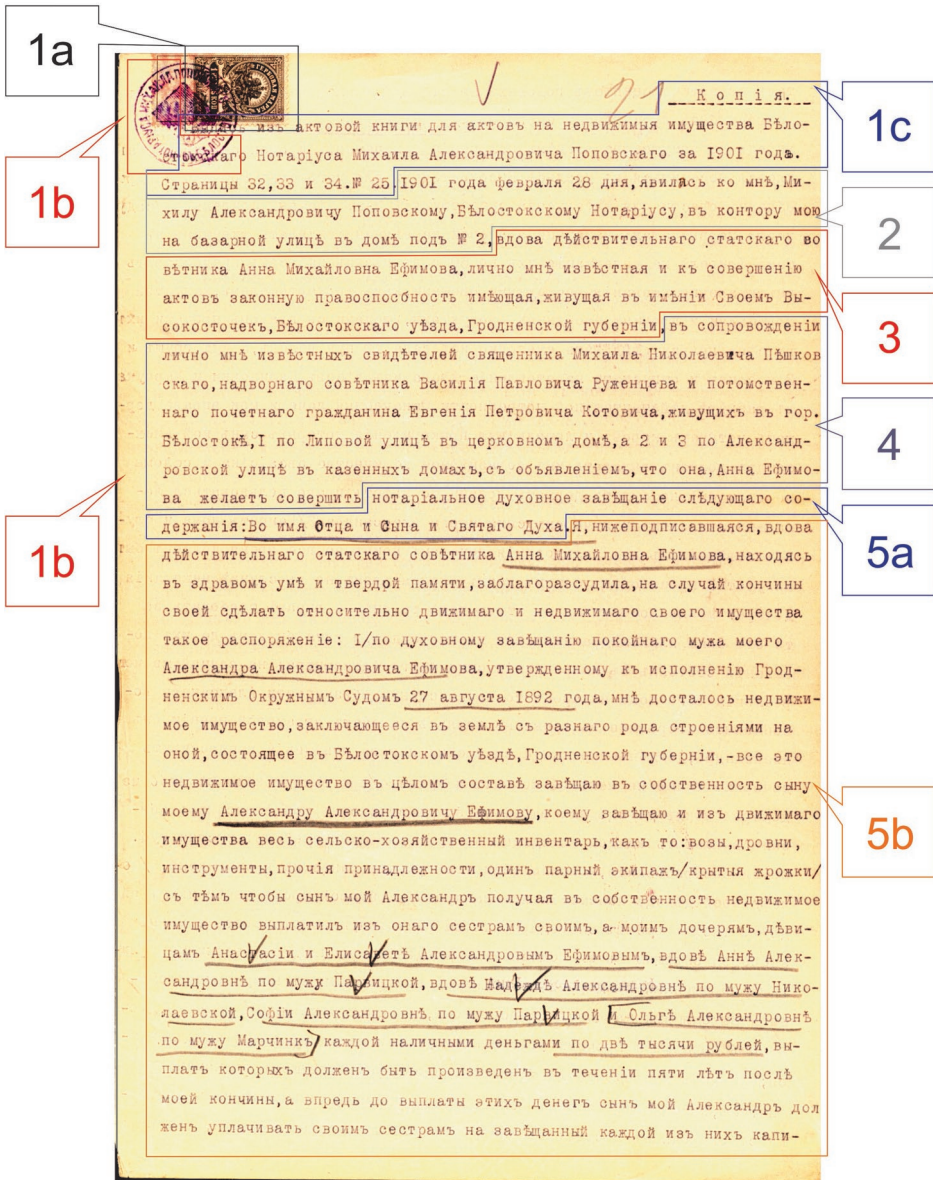 1a
1b
1c
2
3
4
1b
5a
5b
21
Копія.
Выпись изъ актовой книги для актовъ на недвижимыя имущества Бѣло-
стокскаго Нотаріуса Михаила Александровича Поповскаго за 1901 годъ.
Страницы 32,33 и 34.№ 25.1901 года февраля 28 дня,явилась ко мнѣ,Ми-
хилу Александровичу Поповскому,Бѣлостокскому Нотаріусу,въ контору мою
на базарной улицѣ въ домѣ подъ № 2,вдова дѣйствительнаго статскаго со
вѣтника Анна Михайловна Ефимова,лично мнѣ извѣстная и къ совершенію
актовъ законную правоспосбность имѣющая,живущая въ имѣніи Своемъ Вы-
сокосточекъ,Бѣлостокскаго уѣзда,Гродненской губерніи,въ сопровожденіи
лично мнѣ извѣстныхъ свидѣтелей священника Михаила Николаевича Пѣшков
скаго,надворнаго совѣтника Василія Павловича Руженцева и потомствен-
наго почетнаго гражданина Евгенія Петровича Котовича,живущихъ въ гор.
Бѣлостокѣ,I по Липовой улицѣ въ церковномъ домѣ,а 2 и 3 по Александ-
ровской улицѣ въ казенныхъ домахъ,съ объявленіемъ,что она,Анна Ефимо-
ва желаетъ совершить нотаріальное духовное завѣщаніе слѣдующаго со-
держанія:Во имя Отца и Сына и Святаго Духа.Я,нижеподписавшаяся,вдова
дѣйствительнаго статскаго совѣтника Анна Михайловна Ефимова,находясь
въ здравомъ умѣ и твердой памяти,заблагоразсудила,на случай кончины
своей сдѣлать относительно движимаго и недвижимаго своего имущества
такое распоряженіе: I/по духовному завѣщанію покойнаго мужа моего
Александра Александровича Ефимова,утвержденному къ исполненію Грод-
ненскимъ Окружнымъ Судомъ 27 августа 1892 года,мнѣ досталось недвижи-
мое имущество,заключающееся въ землѣ съ разнаго рода строеніями на
оной,состоящее въ Бѣлостокскомъ уѣздѣ,Гродненской губерніи,-все это
недвижимое имущество въ цѣломъ составѣ завѣщаю въ собственность сыну
моему Александру Александровичу Ефимову,коему завѣщаю и изъ движимаго
имущества весь сельско-хозяйственный инвентарь,какъ то:возы,дровни,
инструменты,прочія принадлежности,одинъ парный экипажъ/крытыя жрожки/
съ тѣмъ чтобы сынъ мой Александръ получая въ собственность недвижимое
имущество выплатилъ изъ онаго сестрамъ своимъ,а моимъ дочерямъ,дѣви-
цамъ Анастасіи и Елисаветѣ Александровымъ Ефимовымъ,вдовѣ Аннѣ Алек-
сандровнѣ по мужу Парвицкой,вдовѣ Надеждѣ Александровнѣ по мужу Нико-
лаевской,Софіи Александровнѣ по мужу Парвицкой и Ольгѣ Александровнѣ
по мужу Марчинкъ каждой наличными деньгами по двѣ тысячи рублей,вы-
платъ которыхъ долженъ быть произведенъ въ теченіи пяти лѣтъ послѣ
моей кончины,а впредь до выплаты этихъ денегъ сынъ мой Александръ дол
женъ уплачивать своимъ сестрамъ на завѣщанный каждой изъ нихъ капи-